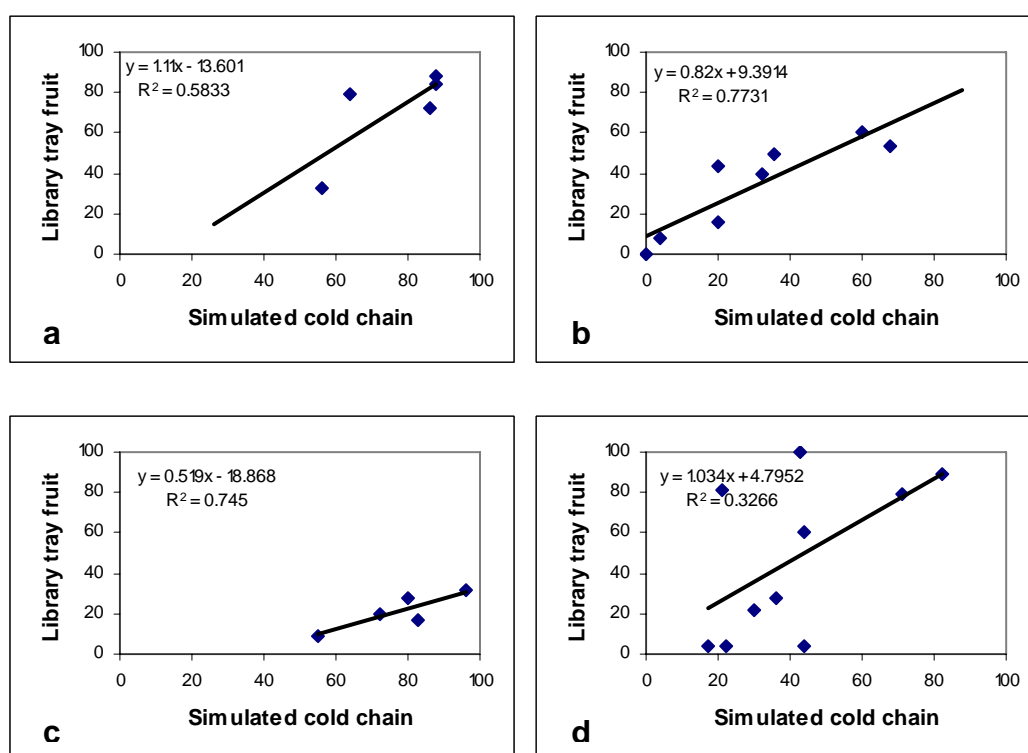 100
80
60
40
20
0
Library tray fruit
y = 1.11x - 13.601
R² = 0.5833
0 20 40 60 80 100
Simulated cold chain
a
100
80
60
40
20
0
Library tray fruit
y = 0.82x + 9.3914
R² = 0.7731
0 20 40 60 80 100
Simulated cold chain
b
100
80
60
40
20
0
Library tray fruit
y = 0.519x - 18.868
R² = 0.745
0 20 40 60 80 100
Simulated cold chain
c
100
80
60
40
20
0
Library tray fruit
y = 1.034x + 4.7952
R² = 0.3266
0 20 40 60 80 100
Simulated cold chain
d